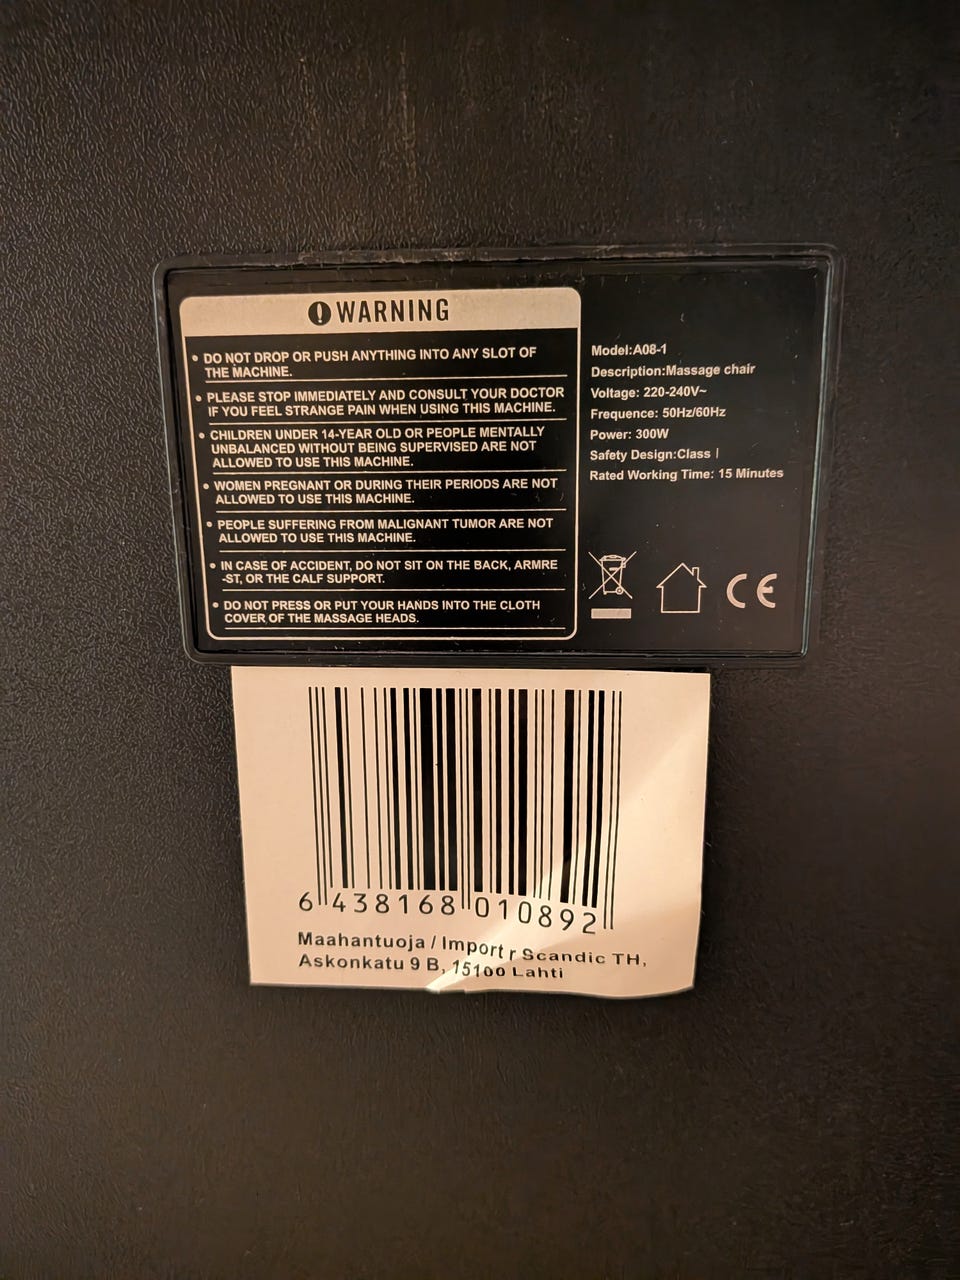 WARNING
• DO NOT DROP OR PUSH ANYTHING INTO ANY SLOT OF
THE MACHINE.
• PLEASE STOP IMMEDIATELY AND CONSULT YOUR DOCTOR
IF YOU FEEL STRANGE PAIN WHEN USING THIS MACHINE.
• CHILDREN UNDER 14-YEAR OLD OR PEOPLE MENTALLY
UNBALANCED WITHOUT BEING SUPERVISED ARE NOT
ALLOWED TO USE THIS MACHINE.
• WOMEN PREGNANT OR DURING THEIR PERIODS ARE NOT
ALLOWED TO USE THIS MACHINE.
• PEOPLE SUFFERING FROM MALIGNANT TUMOR ARE NOT
ALLOWED TO USE THIS MACHINE.
• IN CASE OF ACCIDENT, DO NOT SIT ON THE BACK, ARMRE
-ST, OR THE CALF SUPPORT.
• DO NOT PRESS OR PUT YOUR HANDS INTO THE CLOTH
COVER OF THE MASSAGE HEADS.
Model:A08-1
Description:Massage chair
Voltage: 220-240V~
Frequence: 50Hz/60Hz
Power: 300W
Safety Design:Class I
Rated Working Time: 15 Minutes
CE
6 438168 010892
Maahantuoja / Import r Scandic TH,
Askonkatu 9 B, 15100 Lahti